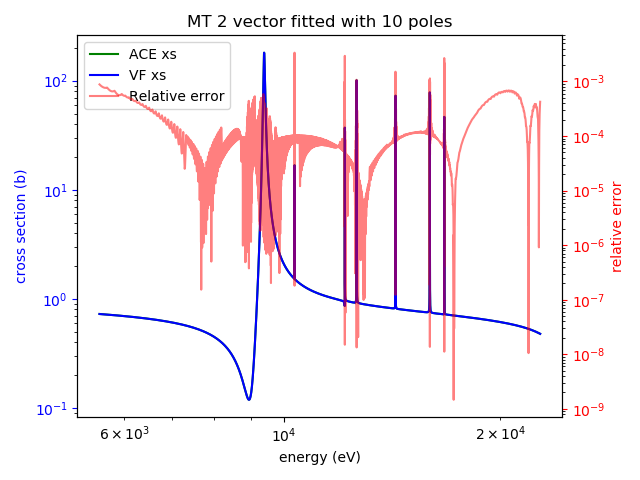 MT 2 vector fitted with 10 poles
ACE xs
VF xs
Relative error
10²
10¹
10⁰
10⁻¹
cross section (b)
10⁻³
10⁻⁴
10⁻⁵
10⁻⁶
10⁻⁷
10⁻⁸
10⁻⁹
relative error
6 × 10³
10⁴
2 × 10⁴
energy (eV)